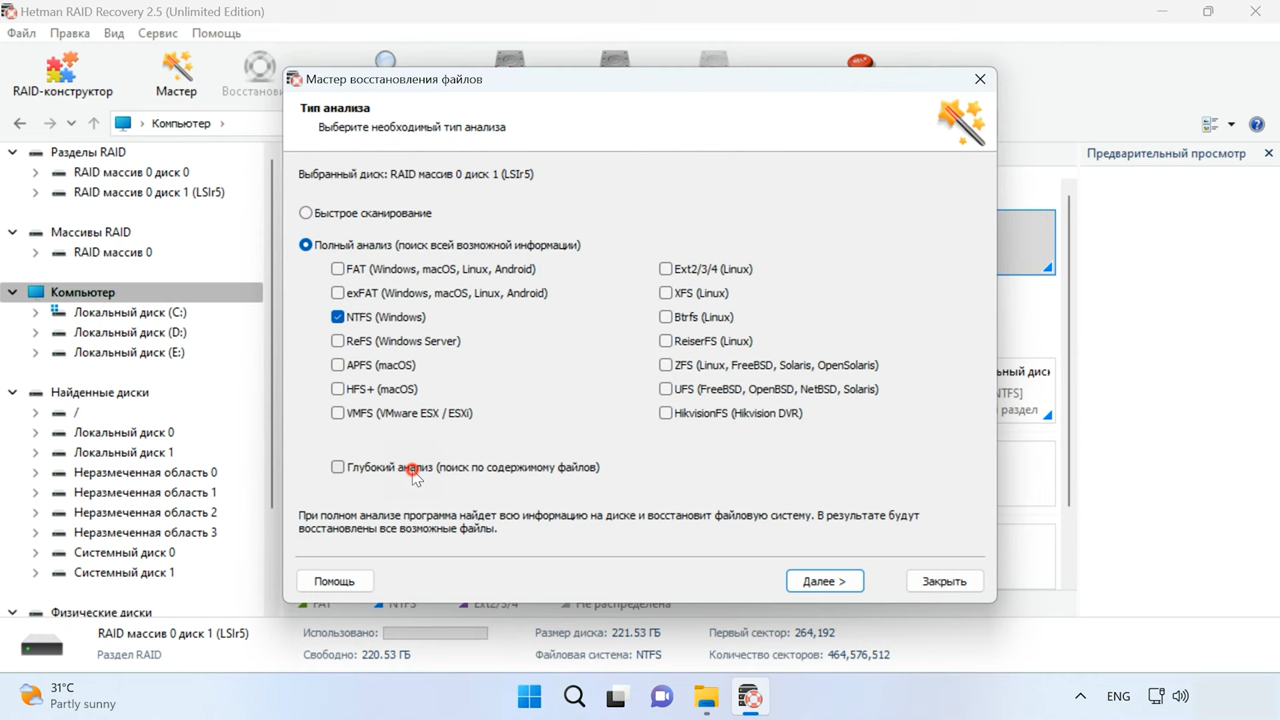 Hetman RAID Recovery 2.5 (Unlimited Edition)
Файл Правка Вид Сервис Помощь
RAID-конструктор Мастер
Компьютер
Разделы RAID
RAID массив 0 диск 0
RAID массив 0 диск 1 (LSIr5)
Массивы RAID
RAID массив 0
Компьютер
Локальный диск (C:)
Локальный диск (D:)
Локальный диск (E:)
Найденные диски
/
Локальный диск 0
Локальный диск 1
Неразмеченная область 0
Неразмеченная область 1
Неразмеченная область 2
Неразмеченная область 3
Системный диск 0
Системный диск 1
Физические диски
Мастер восстановления файлов
Тип анализа
Выберите необходимый тип анализа
Выбранный диск: RAID массив 0 диск 1 (LSIr5)
Быстрое сканирование
Полный анализ (поиск всей возможной информации)
FAT (Windows, macOS, Linux, Android)
exFAT (Windows, macOS, Linux, Android)
NTFS (Windows)
ReFS (Windows Server)
APFS (macOS)
HFS+ (macOS)
VMFS (VMware ESX / ESXi)
Ext2/3/4 (Linux)
XFS (Linux)
Btrfs (Linux)
ReiserFS (Linux)
ZFS (Linux, FreeBSD, Solaris, OpenSolaris)
UFS (FreeBSD, OpenBSD, NetBSD, Solaris)
HikvisionFS (Hikvision DVR)
Глубокий анализ (поиск по содержимому файлов)
При полном анализе программа найдет всю информацию на диске и восстановит файловую систему. В результате будут
восстановлены все возможные файлы.
Помощь Далее > Закрыть
Предварительный просмотр
раздел
FAT NTFS Ext2/3/4 Не распределена
RAID массив 0 диск 1 (LSIr5)
Раздел RAID
Использовано:
Свободно: 220.53 ГБ
Размер диска: 221.53 ГБ
Файловая система: NTFS
Первый сектор: 264,192
Количество секторов: 464,576,512
31°C
Partly sunny
ENG